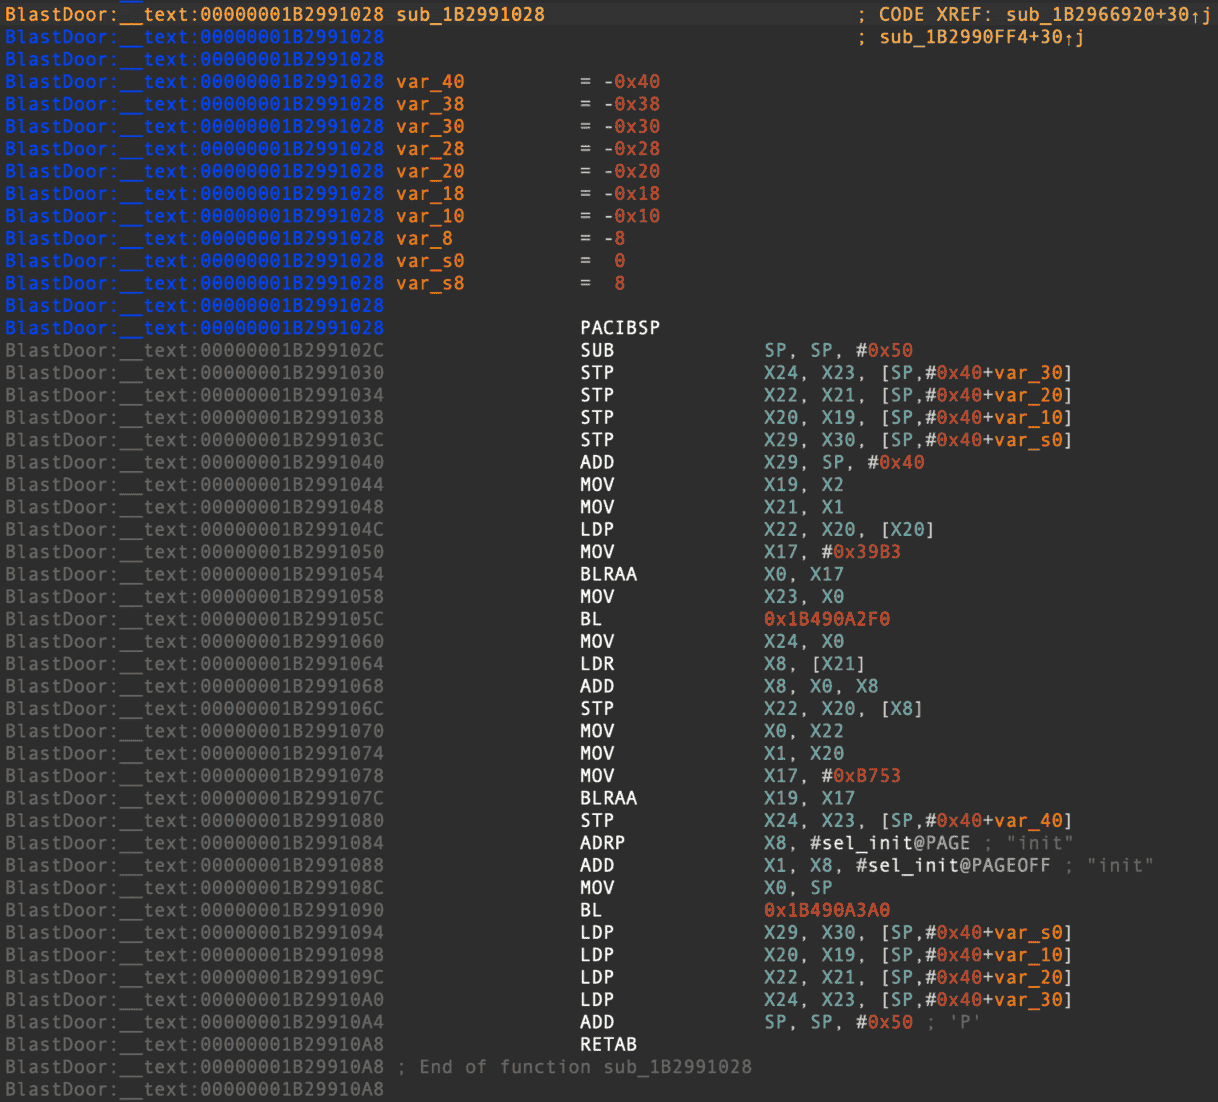 BlastDoor:__text:00000001B2991028 sub_1B2991028 ; CODE XREF: sub_1B2966920+30↑j
BlastDoor:__text:00000001B2991028 ; sub_1B2990FF4+30↑j
BlastDoor:__text:00000001B2991028
BlastDoor:__text:00000001B2991028 var_40 = -0x40
BlastDoor:__text:00000001B2991028 var_38 = -0x38
BlastDoor:__text:00000001B2991028 var_30 = -0x30
BlastDoor:__text:00000001B2991028 var_28 = -0x28
BlastDoor:__text:00000001B2991028 var_20 = -0x20
BlastDoor:__text:00000001B2991028 var_18 = -0x18
BlastDoor:__text:00000001B2991028 var_10 = -0x10
BlastDoor:__text:00000001B2991028 var_8 = -8
BlastDoor:__text:00000001B2991028 var_s0 = 0
BlastDoor:__text:00000001B2991028 var_s8 = 8
BlastDoor:__text:00000001B2991028
BlastDoor:__text:00000001B2991028 PACIBSP
BlastDoor:__text:00000001B299102C SUB SP, SP, #0x50
BlastDoor:__text:00000001B2991030 STP X24, X23, [SP,#0x40+var_30]
BlastDoor:__text:00000001B2991034 STP X22, X21, [SP,#0x40+var_20]
BlastDoor:__text:00000001B2991038 STP X20, X19, [SP,#0x40+var_10]
BlastDoor:__text:00000001B299103C STP X29, X30, [SP,#0x40+var_s0]
BlastDoor:__text:00000001B2991040 ADD X29, SP, #0x40
BlastDoor:__text:00000001B2991044 MOV X19, X2
BlastDoor:__text:00000001B2991048 MOV X21, X1
BlastDoor:__text:00000001B299104C LDP X22, X20, [X20]
BlastDoor:__text:00000001B2991050 MOV X17, #0x39B3
BlastDoor:__text:00000001B2991054 BLRAA X0, X17
BlastDoor:__text:00000001B2991058 MOV X23, X0
BlastDoor:__text:00000001B299105C BL 0x1B490A2F0
BlastDoor:__text:00000001B2991060 MOV X24, X0
BlastDoor:__text:00000001B2991064 LDR X8, [X21]
BlastDoor:__text:00000001B2991068 ADD X8, X0, X8
BlastDoor:__text:00000001B299106C STP X22, X20, [X8]
BlastDoor:__text:00000001B2991070 MOV X0, X22
BlastDoor:__text:00000001B2991074 MOV X1, X20
BlastDoor:__text:00000001B2991078 MOV X17, #0xB753
BlastDoor:__text:00000001B299107C BLRAA X19, X17
BlastDoor:__text:00000001B2991080 STP X24, X23, [SP,#0x40+var_40]
BlastDoor:__text:00000001B2991084 ADRP X8, #sel_init@PAGE ; "init"
BlastDoor:__text:00000001B2991088 ADD X1, X8, #sel_init@PAGEOFF ; "init"
BlastDoor:__text:00000001B299108C MOV X0, SP
BlastDoor:__text:00000001B2991090 BL 0x1B490A3A0
BlastDoor:__text:00000001B2991094 LDP X29, X30, [SP,#0x40+var_s0]
BlastDoor:__text:00000001B2991098 LDP X20, X19, [SP,#0x40+var_10]
BlastDoor:__text:00000001B299109C LDP X22, X21, [SP,#0x40+var_20]
BlastDoor:__text:00000001B29910A0 LDP X24, X23, [SP,#0x40+var_30]
BlastDoor:__text:00000001B29910A4 ADD SP, SP, #0x50 ; 'P'
BlastDoor:__text:00000001B29910A8 RETAB
BlastDoor:__text:00000001B29910A8 ; End of function sub_1B2991028
BlastDoor:__text:00000001B29910A8